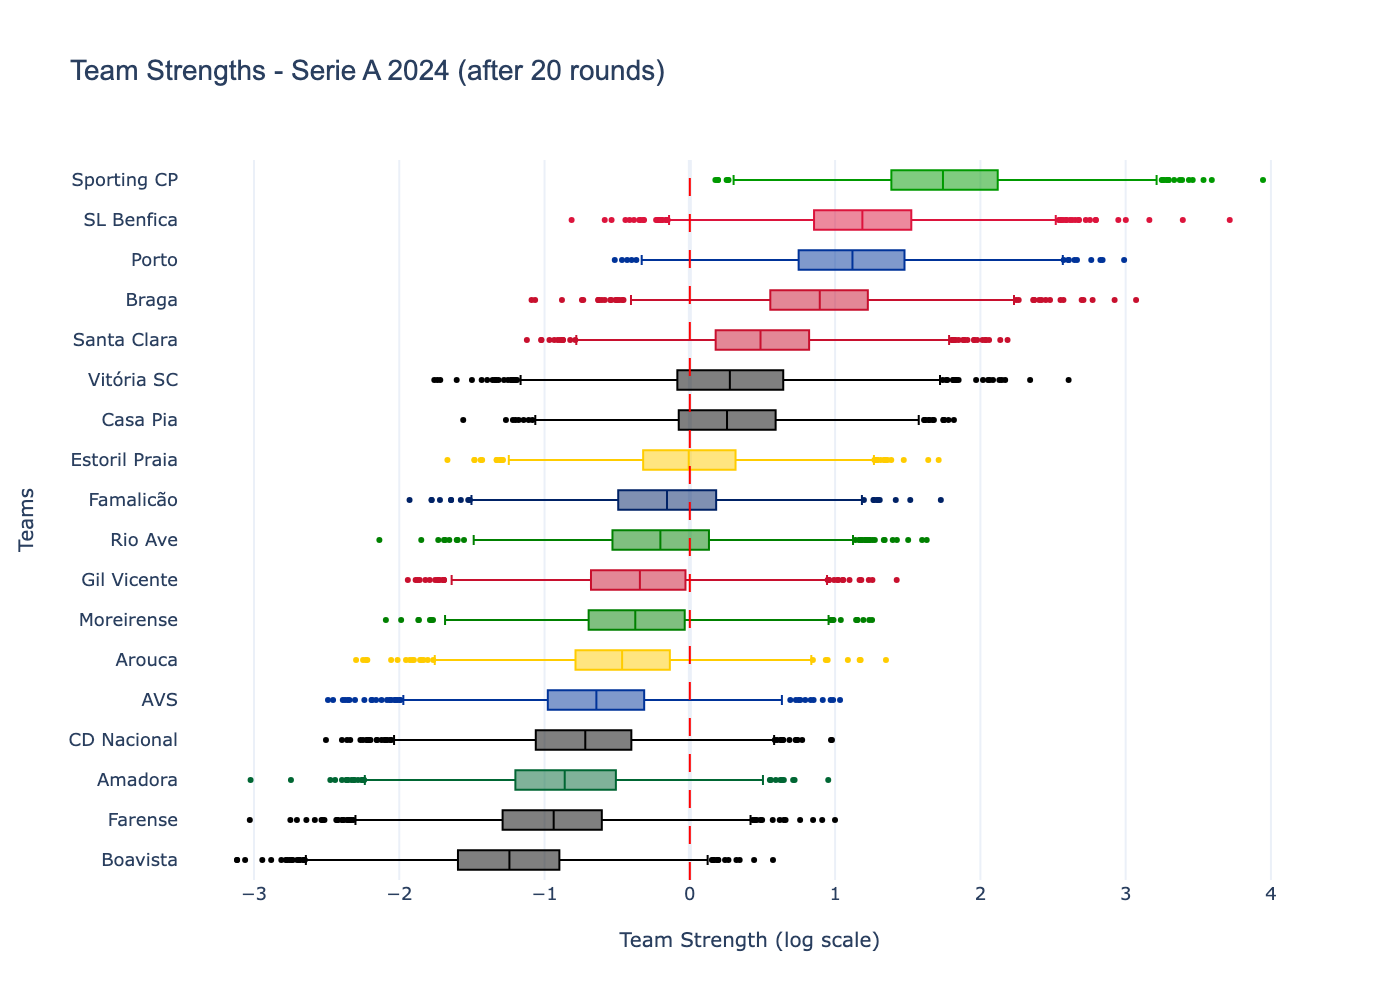 Team Strengths - Serie A 2024 (after 20 rounds)
Teams
Sporting CP
SL Benfica
Porto
Braga
Santa Clara
Vitória SC
Casa Pia
Estoril Praia
Famalicão
Rio Ave
Gil Vicente
Moreirense
Arouca
AVS
CD Nacional
Amadora
Farense
Boavista
−3 −2 −1 0 1 2 3 4
Team Strength (log scale)